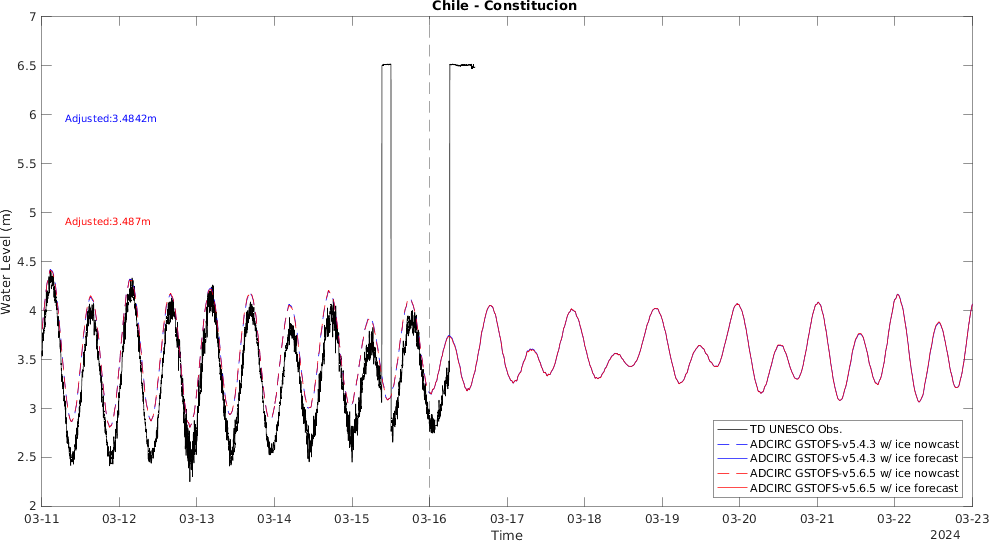 Chile - Constitucion
7
6.5
6
5.5
5
4.5
4
3.5
3
2.5
2
Water Level (m)
Adjusted:3.4842m
Adjusted:3.487m
TD UNESCO Obs.
ADCIRC GSTOFS-v5.4.3 w/ ice nowcast
ADCIRC GSTOFS-v5.4.3 w/ ice forecast
ADCIRC GSTOFS-v5.6.5 w/ ice nowcast
ADCIRC GSTOFS-v5.6.5 w/ ice forecast
03-11 03-12 03-13 03-14 03-15 03-16 03-17 03-18 03-19 03-20 03-21 03-22 03-23
Time
2024